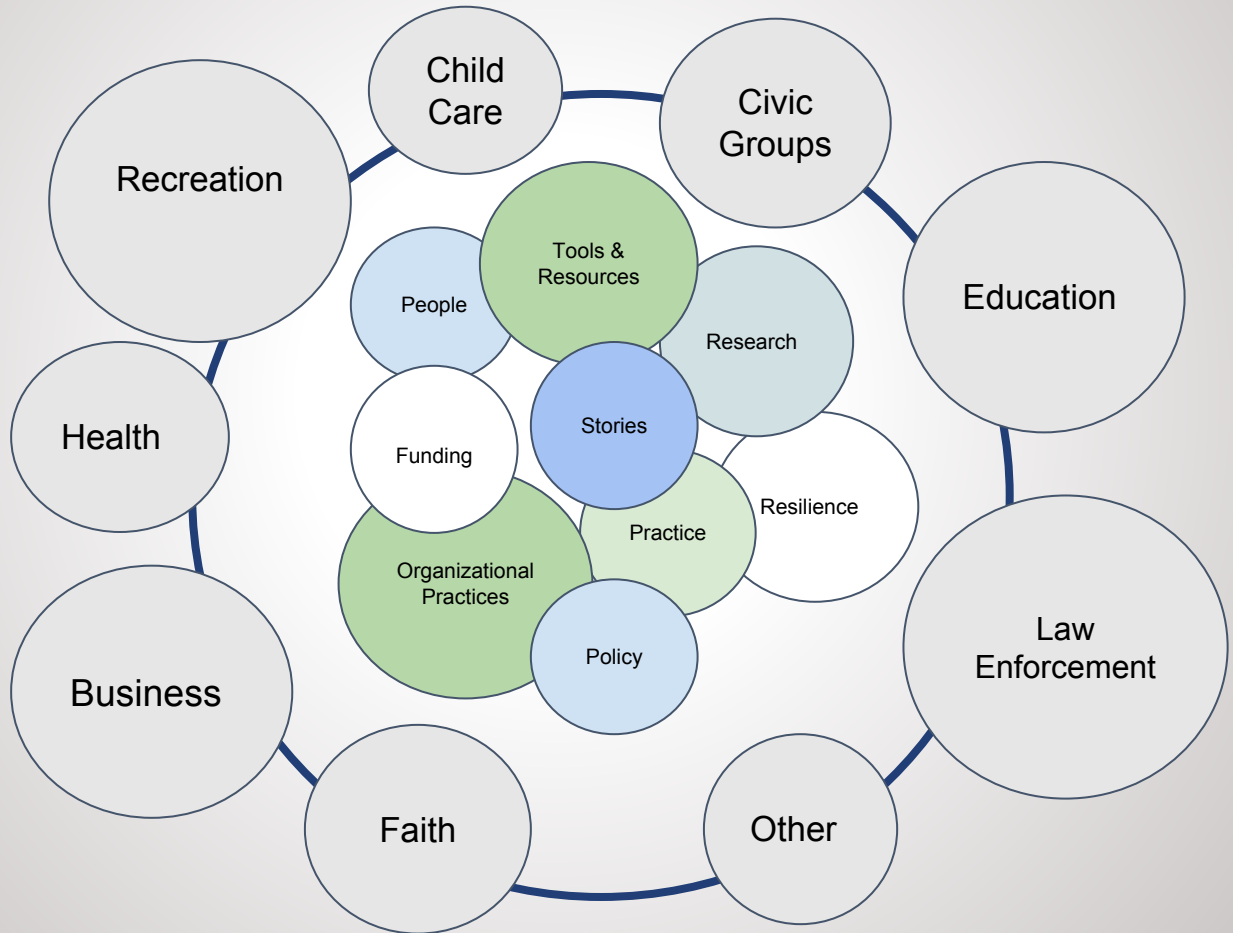 Child
Care
Civic
Groups
Recreation
Tools &
Resources
Education
People
Research
Health
Stories
Funding
Resilience
Practice
Organizational
Practices
Law
Enforcement
Policy
Business
Faith
Other